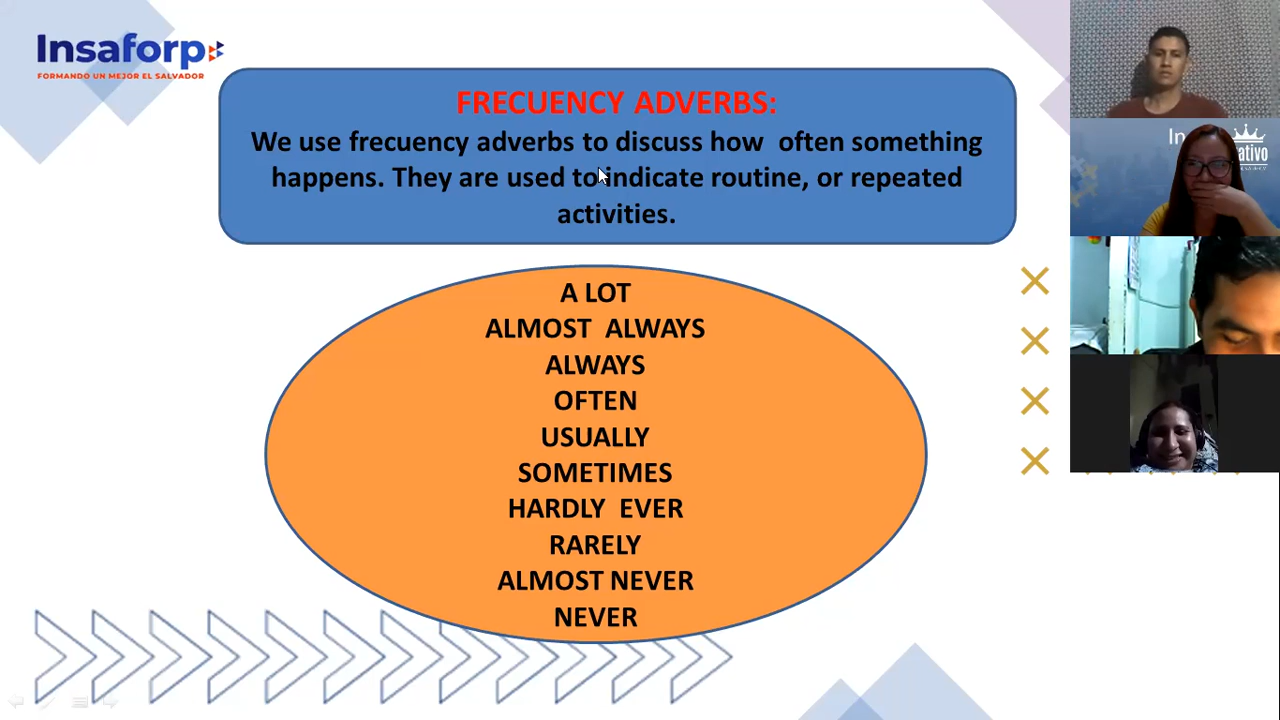 Insaforp
FORMANDO UN MEJOR EL SALVADOR
FRECUENCY ADVERBS:
We use frecuency adverbs to discuss how often something
happens. They are used to indicate routine, or repeated
activities.
A LOT
ALMOST ALWAYS
ALWAYS
OFTEN
USUALLY
SOMETIMES
HARDLY EVER
RARELY
ALMOST NEVER
NEVER